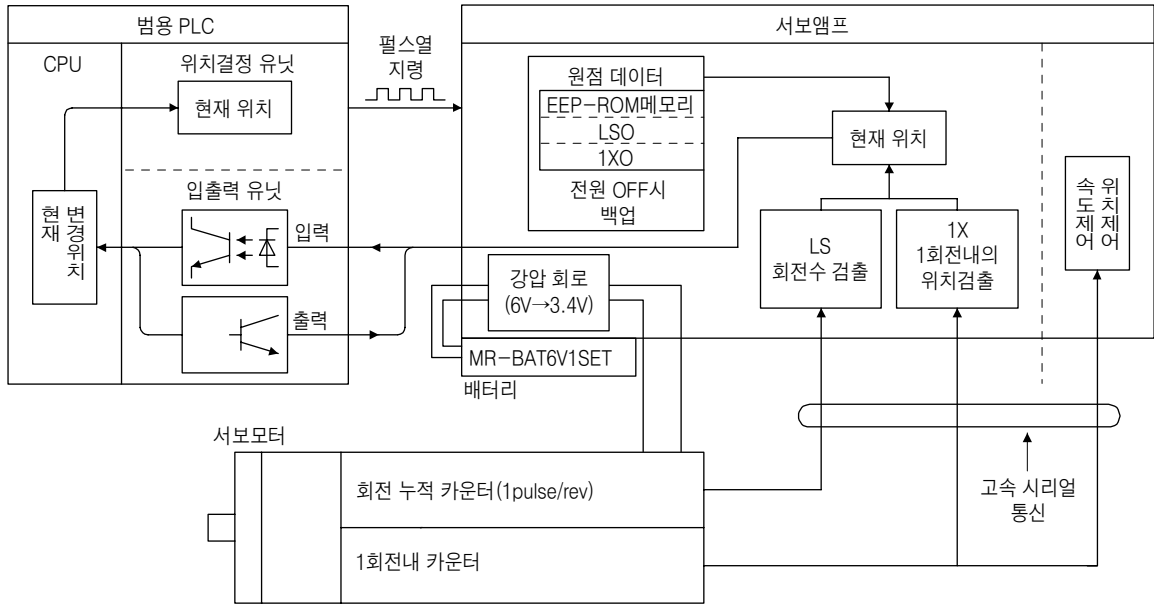 범용 PLC
CPU
위치결정 유닛
현재 위치
입출력 유닛
현재
변경위치
입력
출력
펄스열
지령
서보앰프
원점 데이터
EEP-ROM메모리
LSO
1XO
전원 OFF시
백업
현재 위치
LS
회전수 검출
1X
1회전내의
위치검출
속도제어
위치제어
강압 회로
(6V→3.4V)
MR-BAT6V1SET
배터리
서보모터
회전 누적 카운터(1pulse/rev)
1회전내 카운터
고속 시리얼
통신